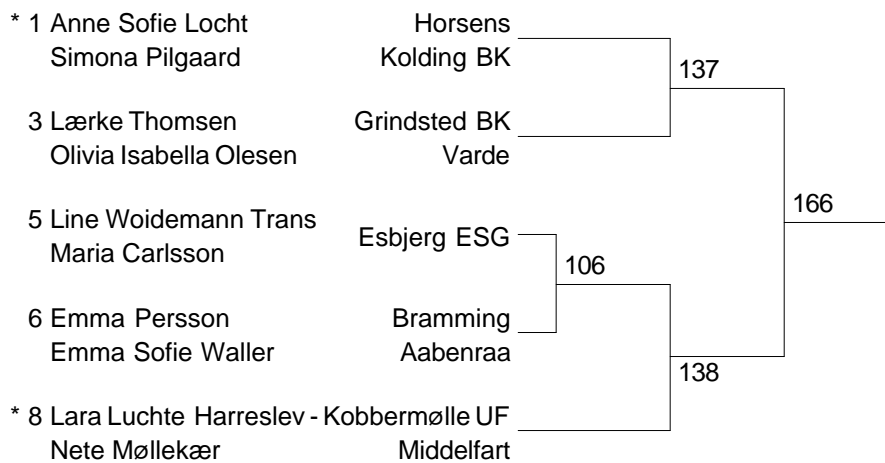 * 1 Anne Sofie Locht Horsens
Simona Pilgaard Kolding BK
137
3 Lærke Thomsen Grindsted BK
Olivia Isabella Olesen Varde
166
5 Line Woidemann Trans
Maria Carlsson Esbjerg ESG
106
6 Emma Persson Bramming
Emma Sofie Waller Aabenraa
138
* 8 Lara Luchte Harreslev - Kobbermølle UF
Nete Møllekær Middelfart